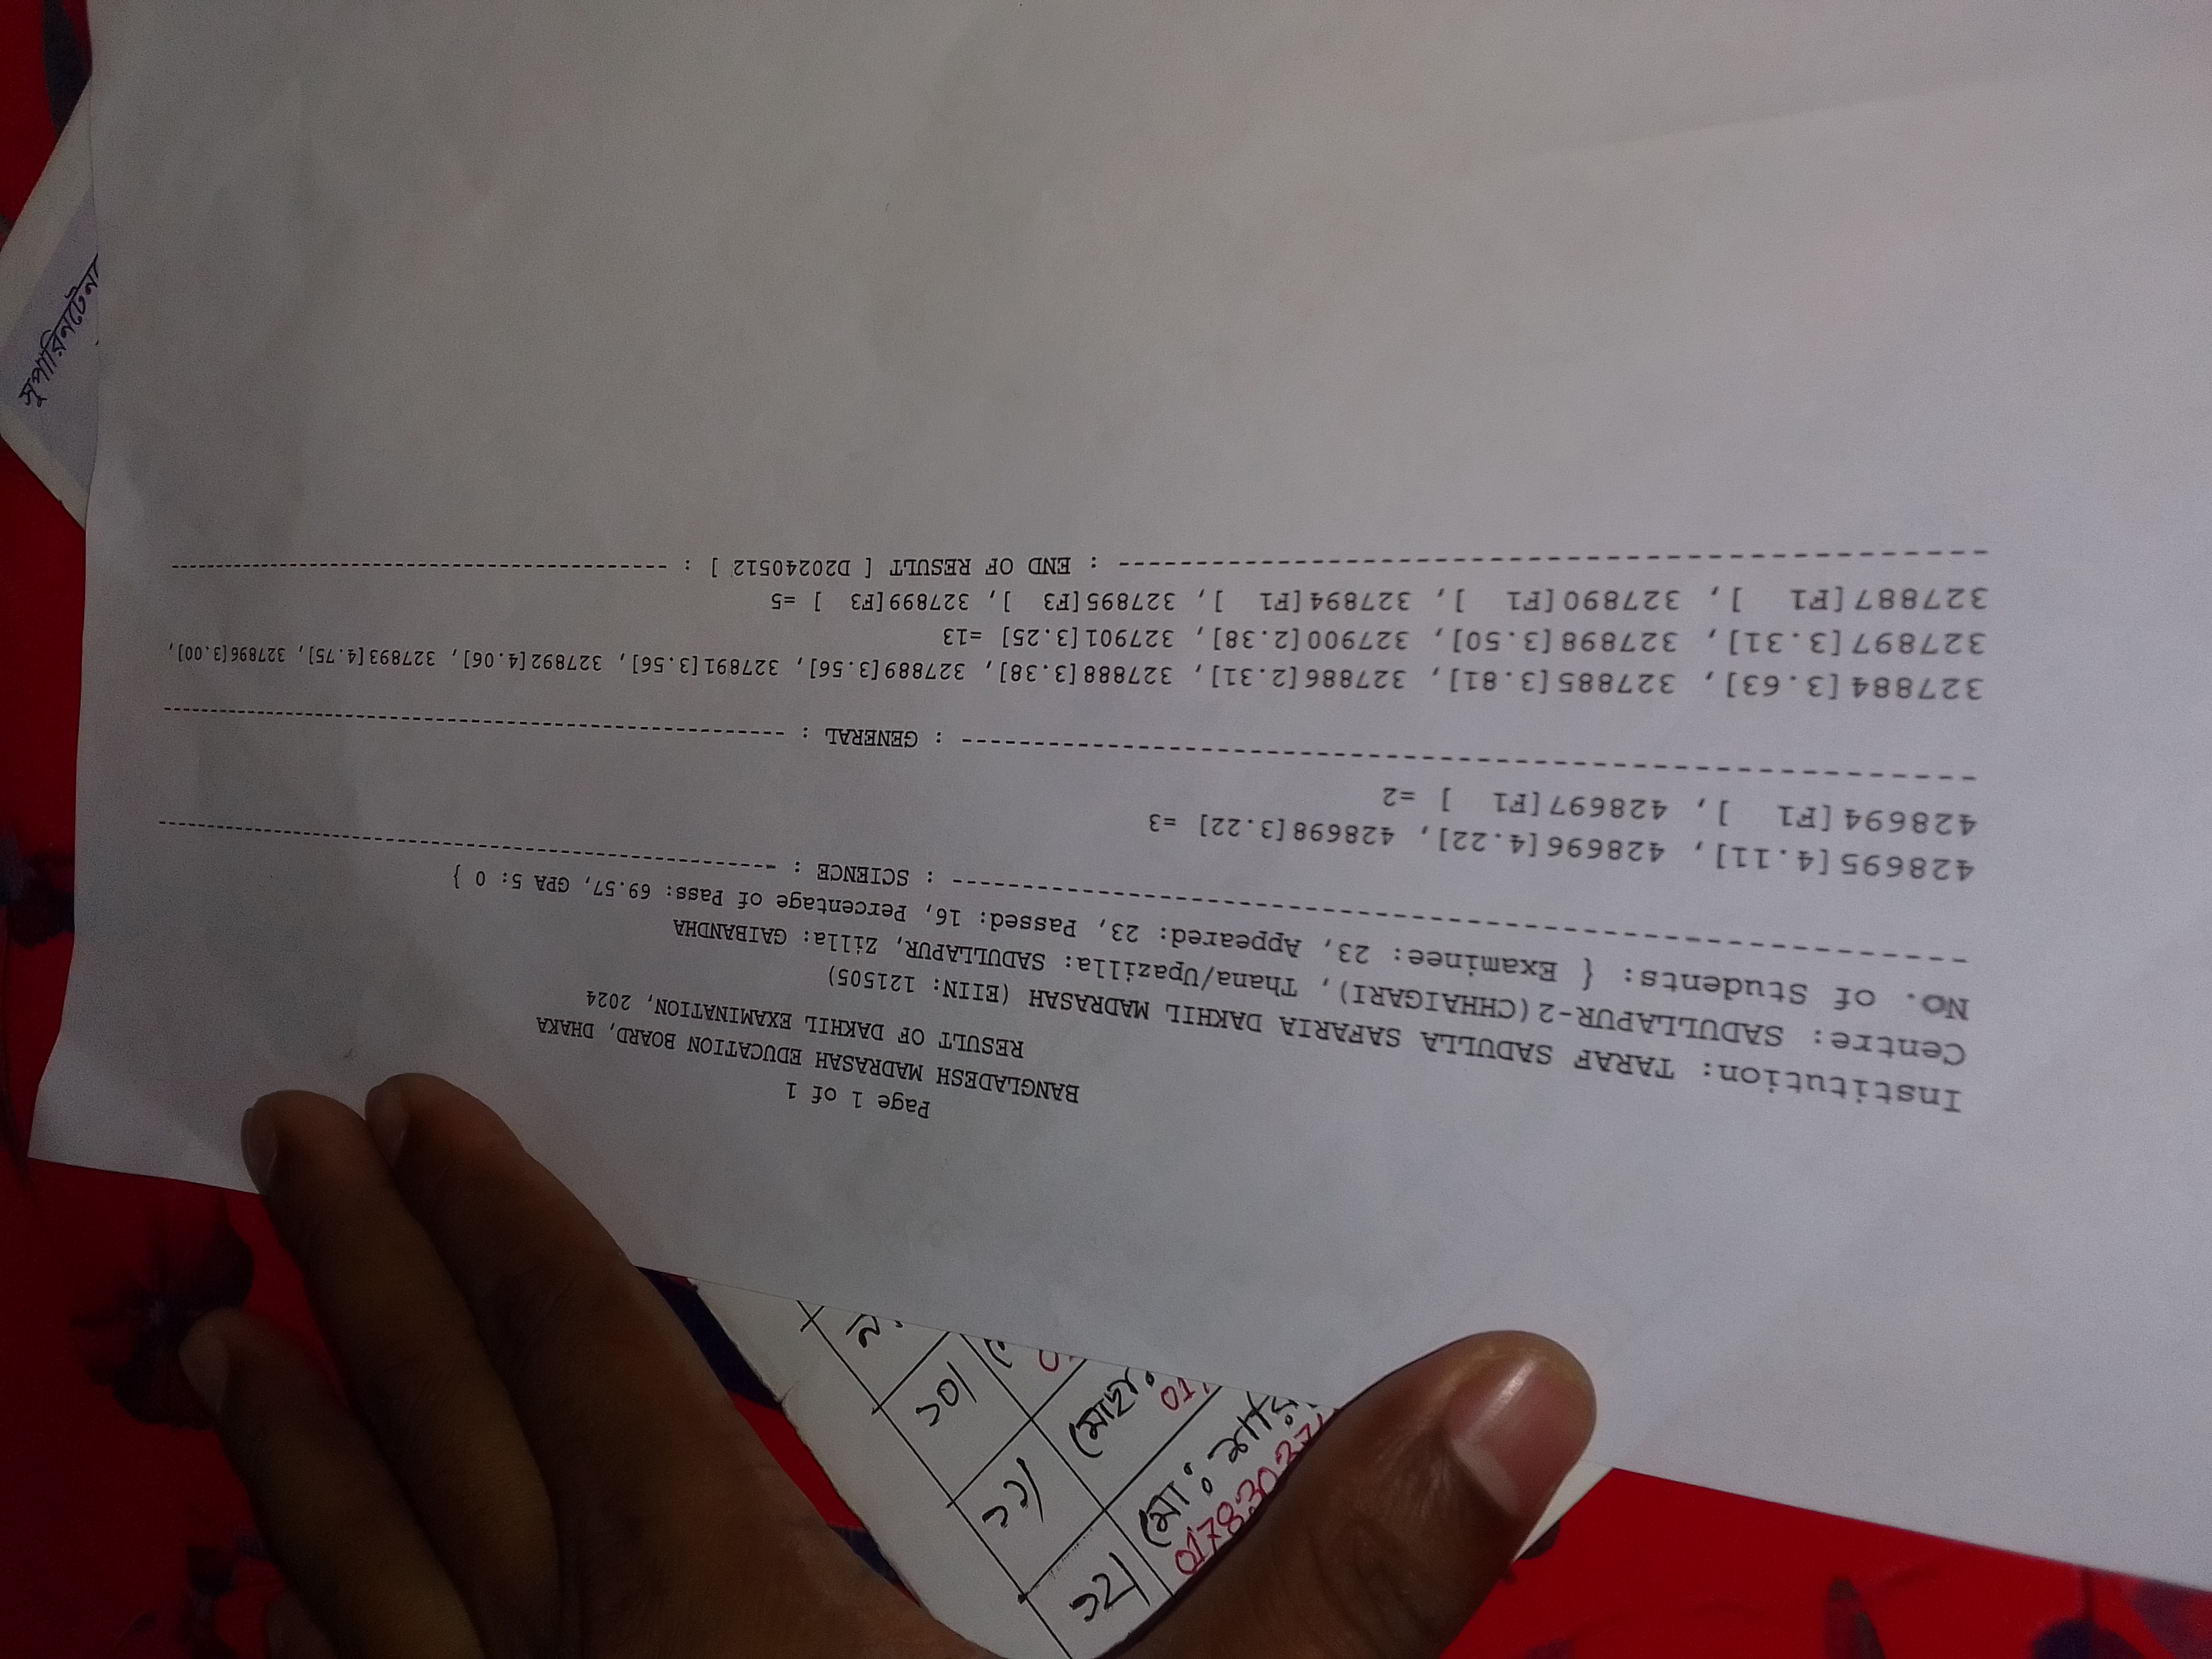 Page 1 of 1
BANGLADESH MADRASAH EDUCATION BOARD, DHAKA
RESULT OF DAKHIL EXAMINATION, 2024
Institution: TARAF SADULLA SAFARIA DAKHIL MADRASAH (EIIN: 121505)
Centre: SADULLAPUR-2(CHHAIGARI), Thana/Upazilla: SADULLAPUR, Zilla: GAIBANDHA
No. of Students: { Examinee: 23, Appeared: 23, Passed: 16, Percentage of Pass: 69.57, GPA 5: 0 }
: SCIENCE :
428695[4.11], 428696[4.22], 428698[3.22] =3
428694[F1 ], 428697[F1 ] =2
: GENERAL :
327884[3.63], 327885[3.81], 327886[2.31], 327888[3.38], 327889[3.56], 327891[3.56], 327892[4.06], 327893[4.75], 327896[3.00],
327897[3.31], 327898[3.50], 327900[2.38], 327901[3.25] =13
327887[F1 ], 327890[F1 ], 327894[F1 ], 327895[F3 ], 327899[F3 ] =5
: END OF RESULT [ D20240512 ] :
১০।
১১। মোছা:
১২। মো: